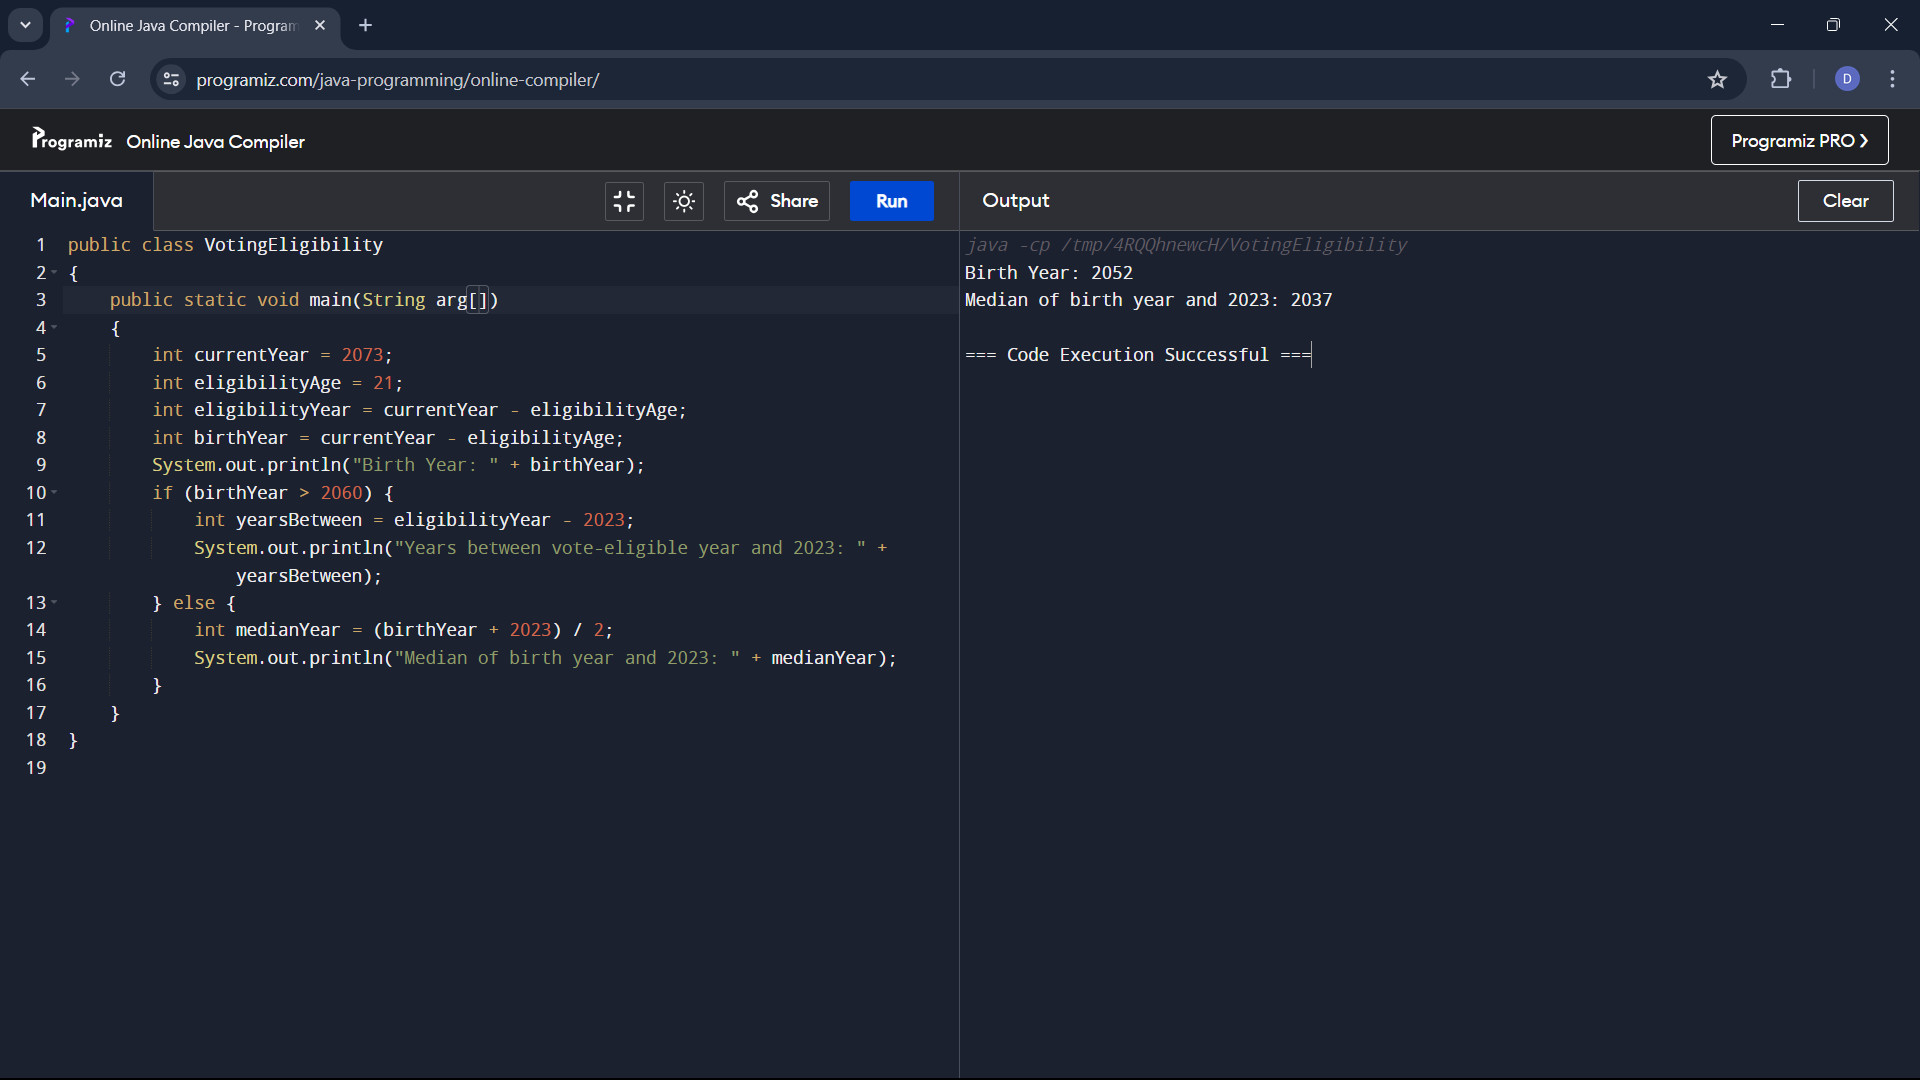 Online Java Compiler - Program
programiz.com/java-programming/online-compiler/
D
Programiz Online Java Compiler
Programiz PRO ❯
Main.java
Share
Run
Output
Clear
1 public class VotingEligibility
2 {
3 public static void main(String arg[])
4 {
5 int currentYear = 2073;
6 int eligibilityAge = 21;
7 int eligibilityYear = currentYear - eligibilityAge;
8 int birthYear = currentYear - eligibilityAge;
9 System.out.println("Birth Year: " + birthYear);
10 if (birthYear > 2060) {
11 int yearsBetween = eligibilityYear - 2023;
12 System.out.println("Years between vote-eligible year and 2023: " +
yearsBetween);
13 } else {
14 int medianYear = (birthYear + 2023) / 2;
15 System.out.println("Median of birth year and 2023: " + medianYear);
16 }
17 }
18 }
19
java -cp /tmp/4RQQhnewcH/VotingEligibility
Birth Year: 2052
Median of birth year and 2023: 2037
=== Code Execution Successful ===